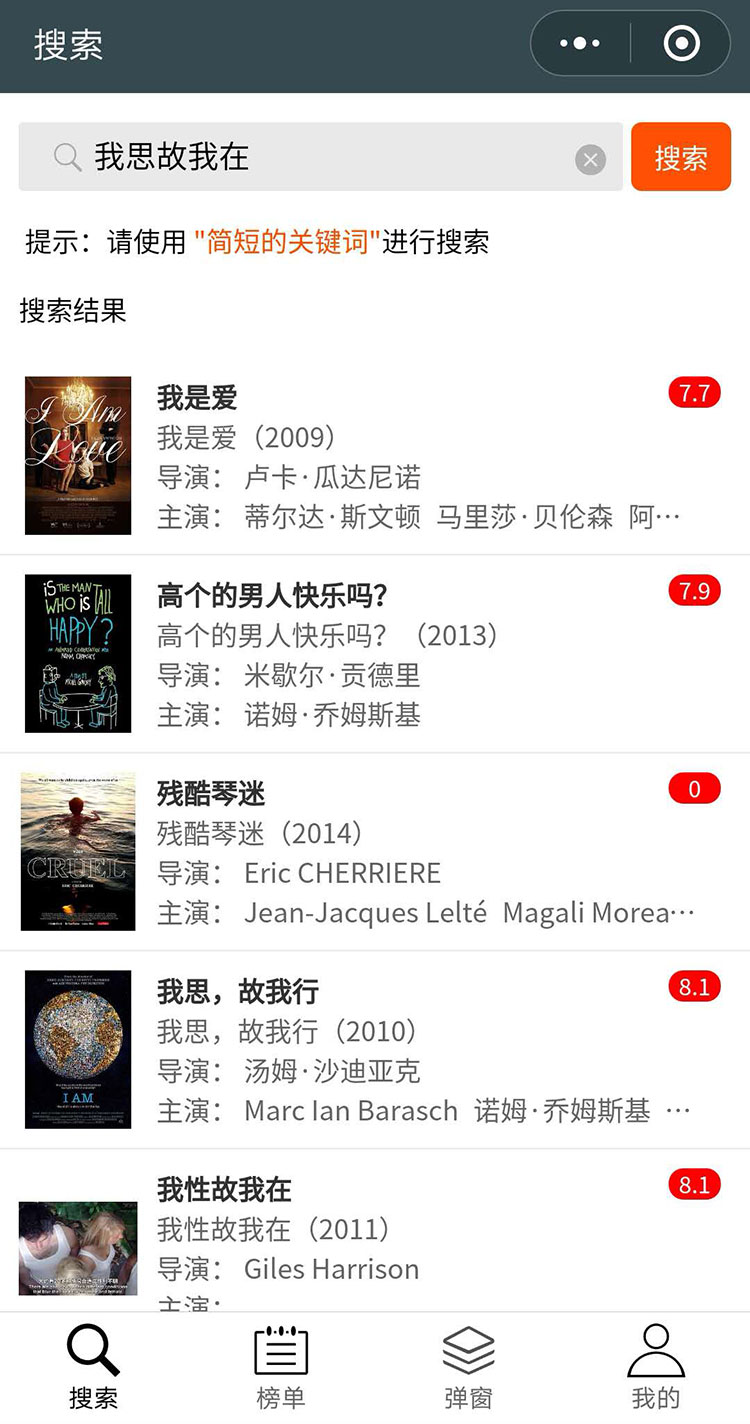 搜索
我思故我在
搜索
提示：请使用 "简短的关键词"进行搜索
搜索结果
I Am
Love
我是爱
7.7
我是爱（2009）
导演： 卢卡·瓜达尼诺
主演： 蒂尔达·斯文顿 马里莎·贝伦森 阿…
iS THE MAN
WHO iS TALL
HAPPY?
高个的男人快乐吗？
7.9
高个的男人快乐吗？（2013）
导演： 米歇尔·贡德里
主演： 诺姆·乔姆斯基
CRUEL
残酷琴迷
0
残酷琴迷（2014）
导演： Eric CHERRIERE
主演： Jean-Jacques Lelté Magali Morea…
I AM
我思，故我行
8.1
我思，故我行（2010）
导演： 汤姆·沙迪亚克
主演： Marc Ian Barasch 诺姆·乔姆斯基 …
我性故我在
8.1
我性故我在（2011）
导演： Giles Harrison
主演：
搜索
榜单
弹窗
我的